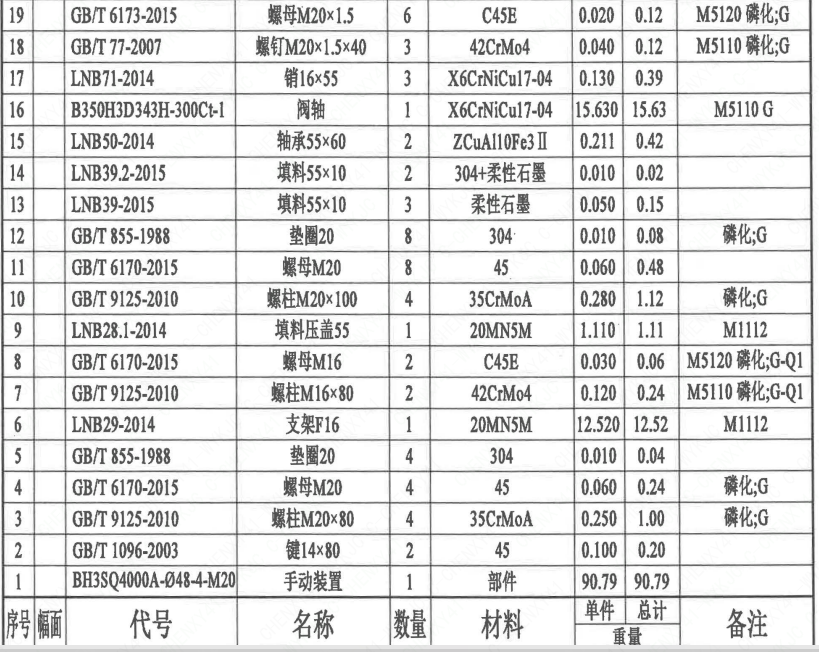 19 GB/T 6173-2015 螺母M20×1.5 6 C45E 0.020 0.12 M5120 磷化;G
18 GB/T 77-2007 螺钉M20×1.5×40 3 42CrMo4 0.040 0.12 M5110 磷化;G
17 LNB71-2014 销16×55 3 X6CrNiCu17-04 0.130 0.39
16 B350H3D343H-300Ct-1 阀轴 1 X6CrNiCu17-04 15.630 15.63 M5110 G
15 LNB50-2014 轴承55×60 2 ZCuAl10Fe3Ⅱ 0.211 0.42
14 LNB39.2-2015 填料55×10 2 304+柔性石墨 0.010 0.02
13 LNB39-2015 填料55×10 3 柔性石墨 0.050 0.15
12 GB/T 855-1988 垫圈20 8 304 0.010 0.08 磷化;G
11 GB/T 6170-2015 螺母M20 8 45 0.060 0.48
10 GB/T 9125-2010 螺柱M20×100 4 35CrMoA 0.280 1.12 磷化;G
9 LNB28.1-2014 填料压盖55 1 20MN5M 1.110 1.11 M1112
8 GB/T 6170-2015 螺母M16 2 C45E 0.030 0.06 M5120 磷化;G-Q1
7 GB/T 9125-2010 螺柱M16×80 2 42CrMo4 0.120 0.24 M5110 磷化;G-Q1
6 LNB29-2014 支架F16 1 20MN5M 12.520 12.52 M1112
5 GB/T 855-1988 垫圈20 4 304 0.010 0.04
4 GB/T 6170-2015 螺母M20 4 45 0.060 0.24 磷化;G
3 GB/T 9125-2010 螺柱M20×80 4 35CrMoA 0.250 1.00 磷化;G
2 GB/T 1096-2003 键14×80 2 45 0.100 0.20
1 BH3SQ4000A-Ø48-4-M20 手动装置 1 部件 90.79 90.79
序号 幅面 代号 名称 数量 材料 单件 总计 备注
重量